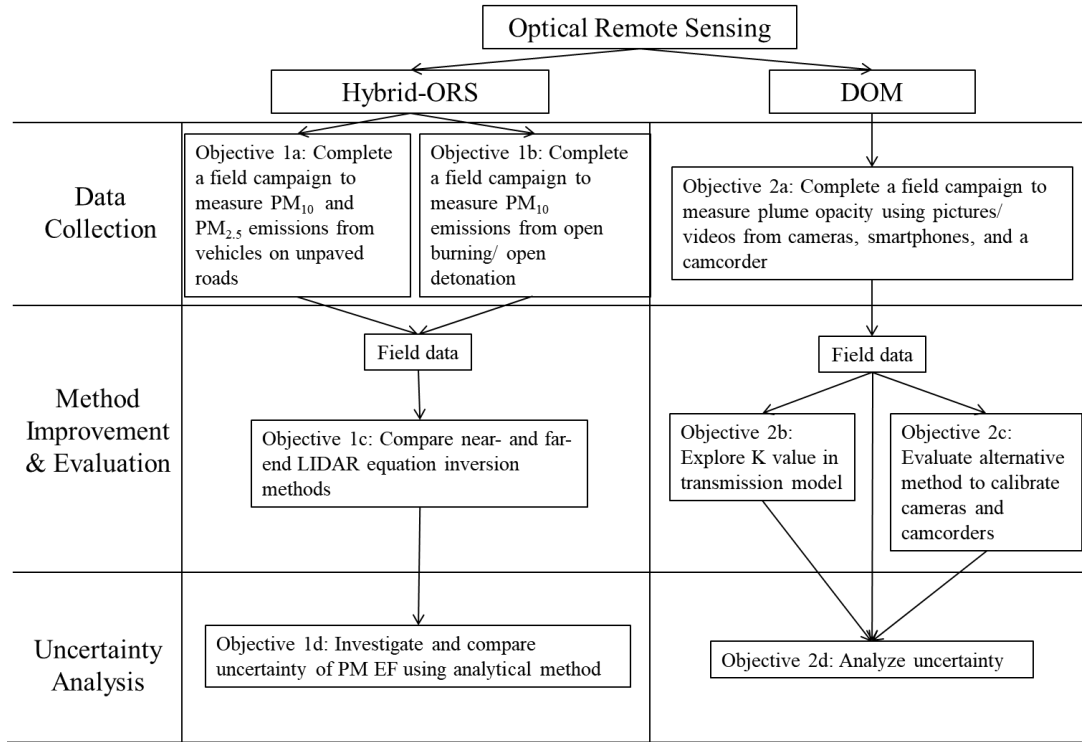 Optical Remote Sensing
Hybrid-ORS
DOM
Data
Collection
Objective 1a: Complete
a field campaign to
measure PM10 and
PM2.5 emissions from
vehicles on unpaved
roads
Objective 1b: Complete
a field campaign to
measure PM10
emissions from open
burning/ open
detonation
Objective 2a: Complete a field campaign to
measure plume opacity using pictures/
videos from cameras, smartphones, and a
camcorder
Method
Improvement
& Evaluation
Field data
Objective 1c: Compare near- and far-
end LIDAR equation inversion
methods
Field data
Objective 2b:
Explore K value in
transmission model
Objective 2c:
Evaluate alternative
method to calibrate
cameras and
camcorders
Uncertainty
Analysis
Objective 1d: Investigate and compare
uncertainty of PM EF using analytical method
Objective 2d: Analyze uncertainty